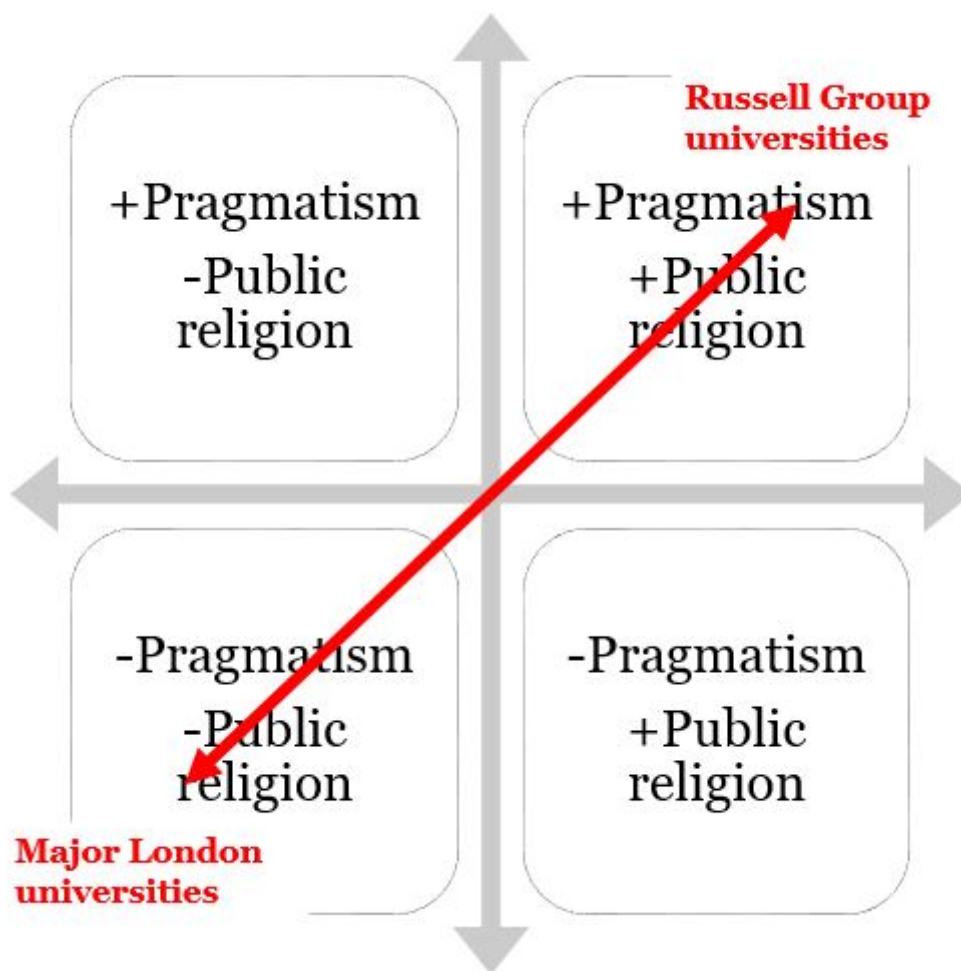 Russell Group
universities
+Pragmatism
-Public
religion
+Pragmatism
+Public
religion
-Pragmatism
-Public
religion
-Pragmatism
+Public
religion
Major London
universities